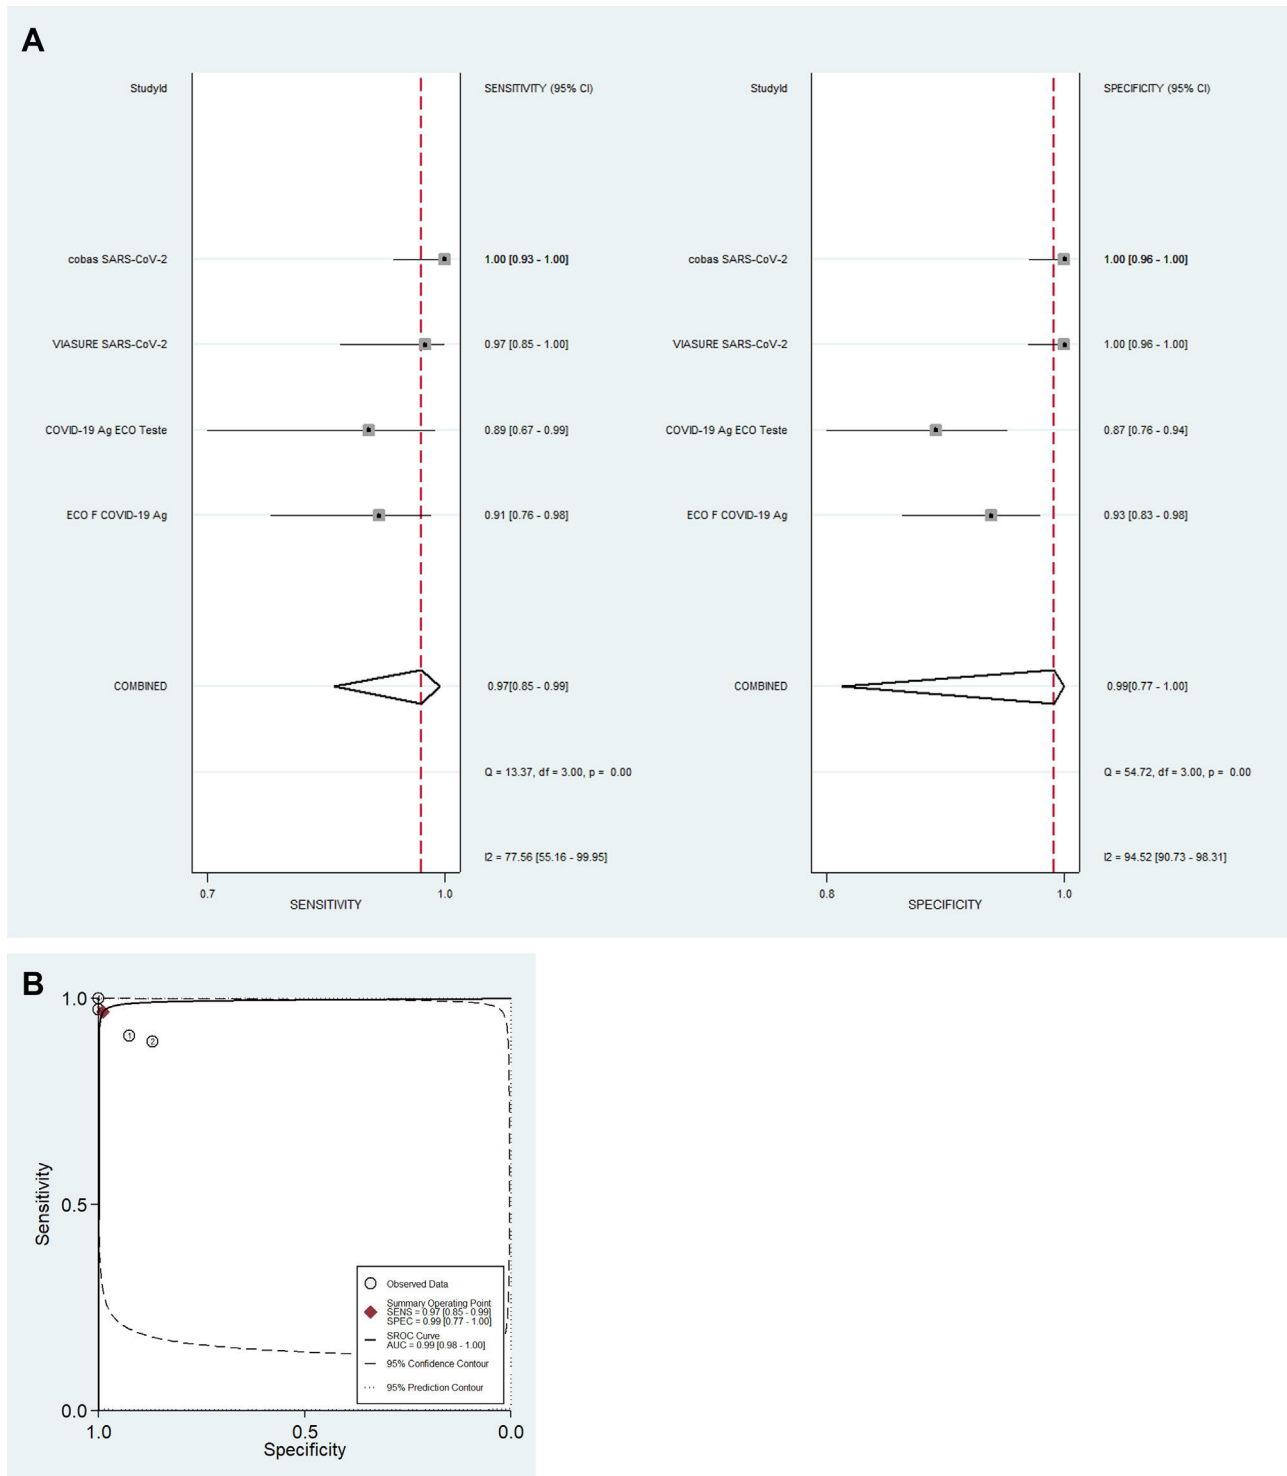 A
StudyId SENSITIVITY (95% CI) StudyId SPECIFICITY (95% CI)
cobas SARS-CoV-2 1.00 [0.93 - 1.00] cobas SARS-CoV-2 1.00 [0.96 - 1.00]
VIASURE SARS-CoV-2 0.97 [0.85 - 1.00] VIASURE SARS-CoV-2 1.00 [0.96 - 1.00]
COVID-19 Ag ECO Teste 0.89 [0.67 - 0.99] COVID-19 Ag ECO Teste 0.87 [0.76 - 0.94]
ECO F COVID-19 Ag 0.91 [0.76 - 0.98] ECO F COVID-19 Ag 0.93 [0.83 - 0.98]
COMBINED 0.97[0.85 - 0.99] COMBINED 0.99[0.77 - 1.00]
Q = 13.37, df = 3.00, p = 0.00 Q = 54.72, df = 3.00, p = 0.00
I2 = 77.56 [55.16 - 99.95] I2 = 94.52 [90.73 - 98.31]
0.7 1.0 0.8 1.0
SENSITIVITY SPECIFICITY
B
1.0
1 2
Sensitivity
0.5
Observed Data
Summary Operating Point
SENS = 0.97 [0.85 - 0.99]
SPEC = 0.99 [0.77 - 1.00]
SROC Curve
AUC = 0.99 [0.98 - 1.00]
95% Confidence Contour
95% Prediction Contour
0.0
1.0 0.5 0.0
Specificity